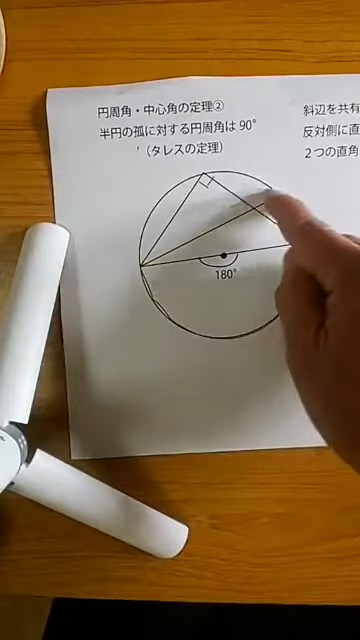 円周角・中心角の定理②
半円の孤に対する円周角は 90°
(タレスの定理)
180°
斜辺を共有
反対側に直
2つの直角